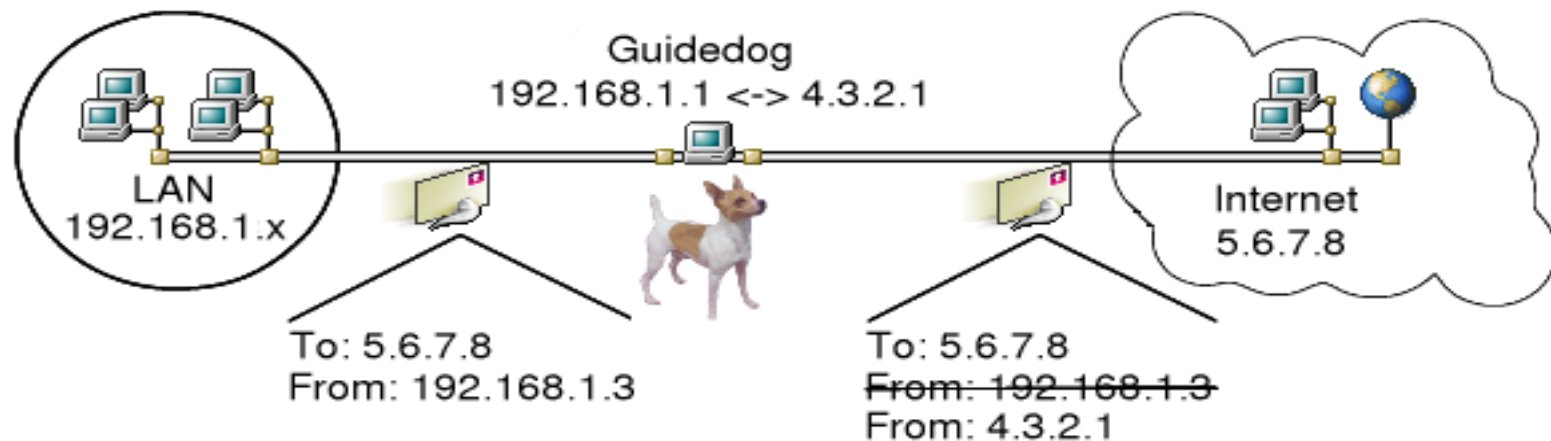 Guidedog
192.168.1.1 <-> 4.3.2.1
LAN
192.168.1.x
Internet
5.6.7.8
To: 5.6.7.8
From: 192.168.1.3
To: 5.6.7.8
From: 192.168.1.3
From: 4.3.2.1